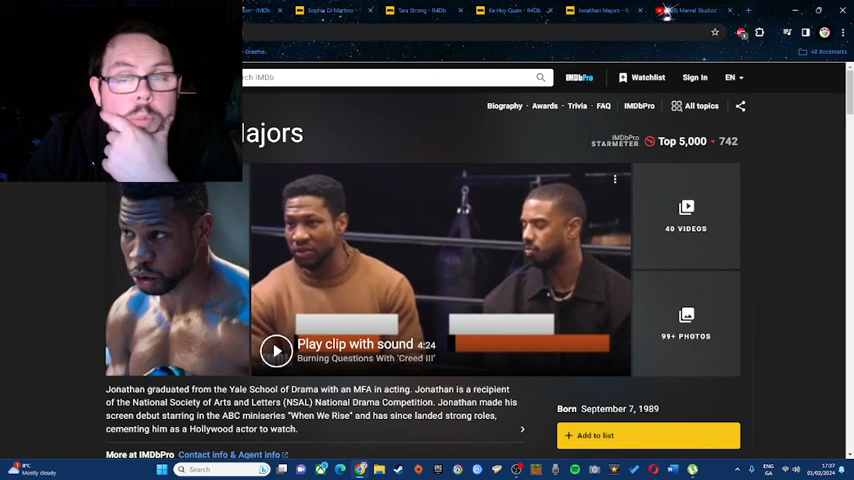 or - IMDb
Sophia Di Martino
Tara Strong - IMDb
Ke Huy Quan - IMDb
Jonathan Majors - I
Marvel Studios'
All Bookmarks
ch IMDb
IMDbPro
Watchlist
Sign In
EN
Biography · Awards · Trivia · FAQ
IMDbPro
All topics
Majors
IMDbPro
STARMETER
Top 5,000
742
40 VIDEOS
99+ PHOTOS
Play clip with sound 4:24
Burning Questions With 'Creed III'
Jonathan graduated from the Yale School of Drama with an MFA in acting. Jonathan is a recipient
of the National Society of Arts and Letters (NSAL) National Drama Competition. Jonathan made his
screen debut starring in the ABC miniseries "When We Rise" and has since landed strong roles,
cementing him as a Hollywood actor to watch.
Born September 7, 1989
+ Add to list
More at IMDbPro
Contact info & Agent info
8°C
Mostly cloudy
Search
ENG
GA
17:37
01/02/2024